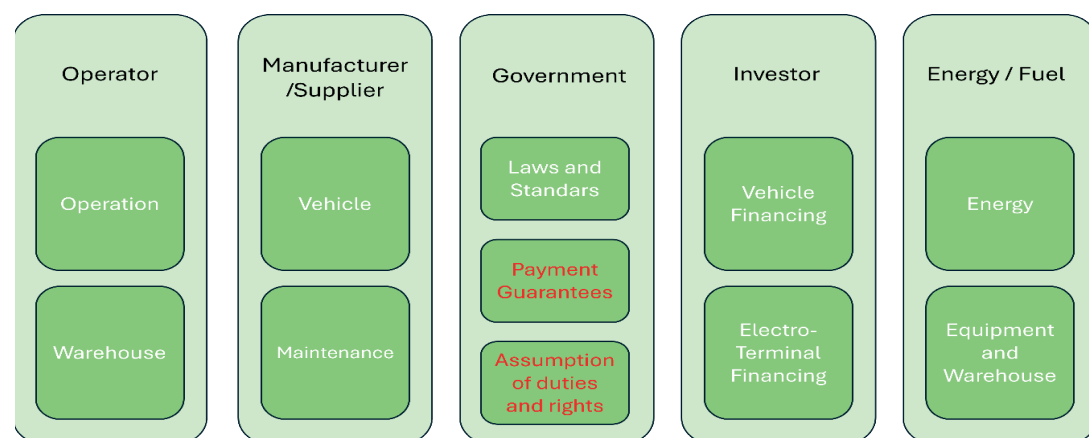 Operator
Operation
Warehouse
Manufacturer
/Supplier
Vehicle
Maintenance
Government
Laws and
Standars
Payment
Guarantees
Assumption
of duties
and rights
Investor
Vehicle
Financing
Electro-
Terminal
Financing
Energy / Fuel
Energy
Equipment
and
Warehouse